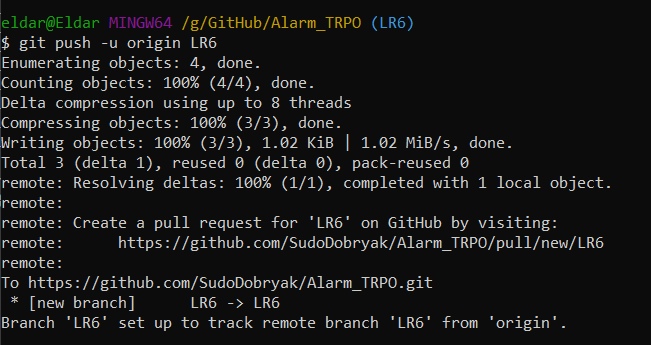 eldar@Eldar MINGW64 /g/GitHub/Alarm_TRPO (LR6)
$ git push -u origin LR6
Enumerating objects: 4, done.
Counting objects: 100% (4/4), done.
Delta compression using up to 8 threads
Compressing objects: 100% (3/3), done.
Writing objects: 100% (3/3), 1.02 KiB | 1.02 MiB/s, done.
Total 3 (delta 1), reused 0 (delta 0), pack-reused 0
remote: Resolving deltas: 100% (1/1), completed with 1 local object.
remote:
remote: Create a pull request for 'LR6' on GitHub by visiting:
remote:      https://github.com/SudoDobryak/Alarm_TRPO/pull/new/LR6
remote:
To https://github.com/SudoDobryak/Alarm_TRPO.git
 * [new branch]      LR6 -> LR6
Branch 'LR6' set up to track remote branch 'LR6' from 'origin'.